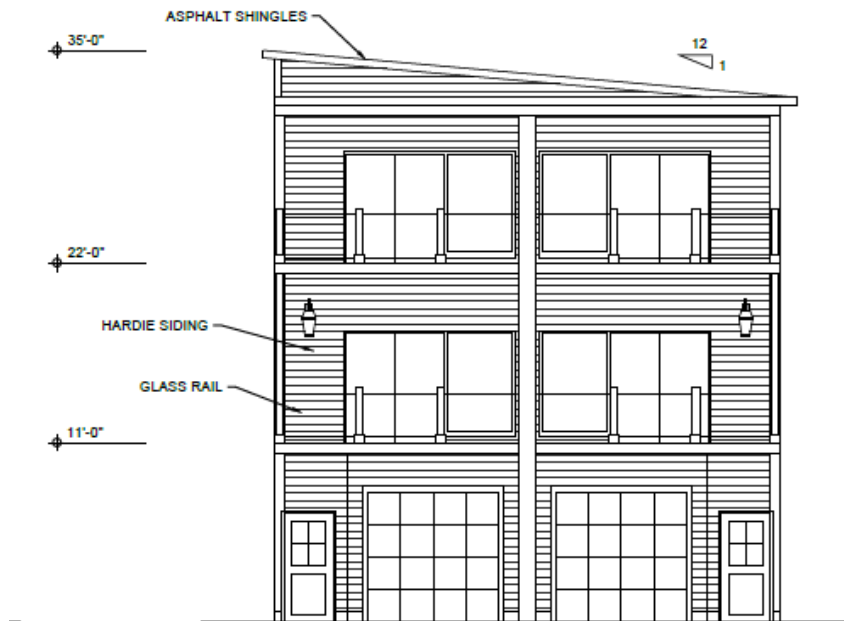 ASPHALT SHINGLES
35'-0"
12
1
22'-0"
HARDIE SIDING
GLASS RAIL
11'-0"